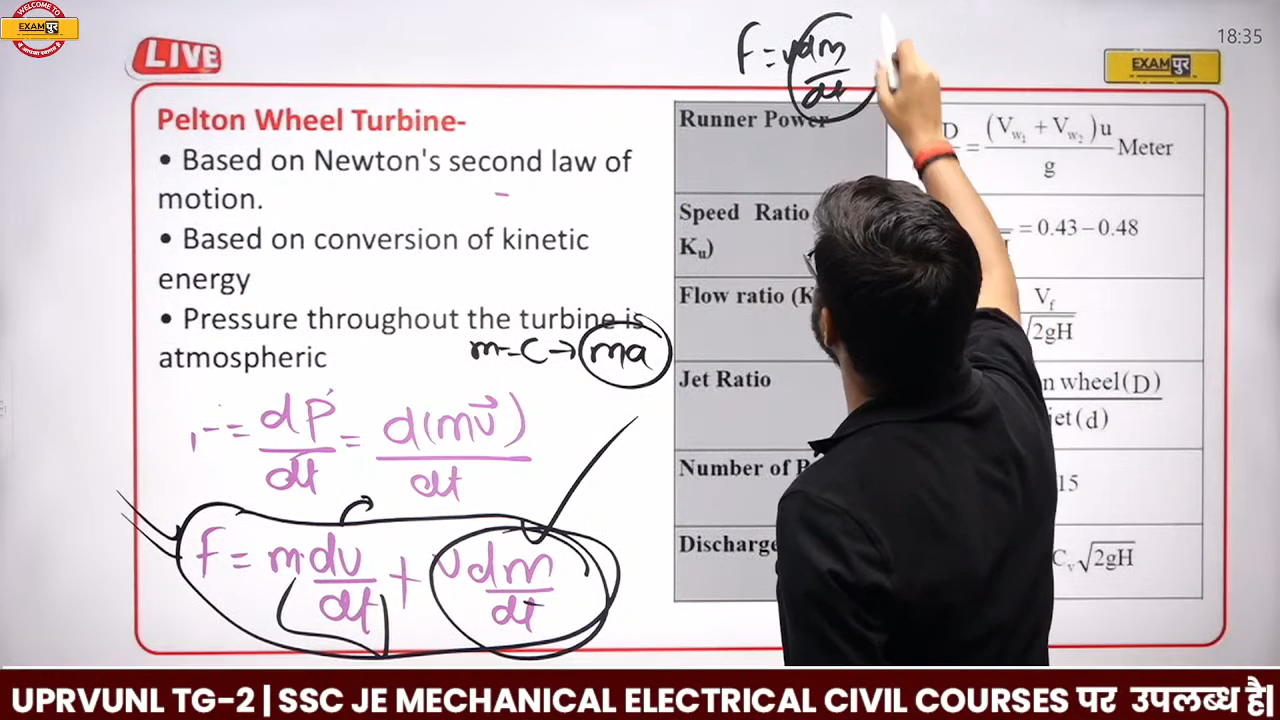 WELCOME TO
EXAMपुर
18:35
LIVE
EXAMपुर
F = v dm/dt
Pelton Wheel Turbine-
• Based on Newton's second law of
motion.
• Based on conversion of kinetic
energy
• Pressure throughout the turbine is
atmospheric
m-C→ma
= dP/dt = d(mv⃗)/dt
F = m.dv/dt + vdm/dt
Runner Power
D = (Vw₁ + Vw₂)u/g Meter
Speed Ratio
Kᵤ)
= 0.43−0.48
Flow ratio (K
Vf/√2gH
Jet Ratio
n wheel(D)
jet(d)
Number of B
15
Discharge
Cᵥ√2gH
UPRVUNL TG-2 | SSC JE MECHANICAL ELECTRICAL CIVIL COURSES पर उपलब्ध है|